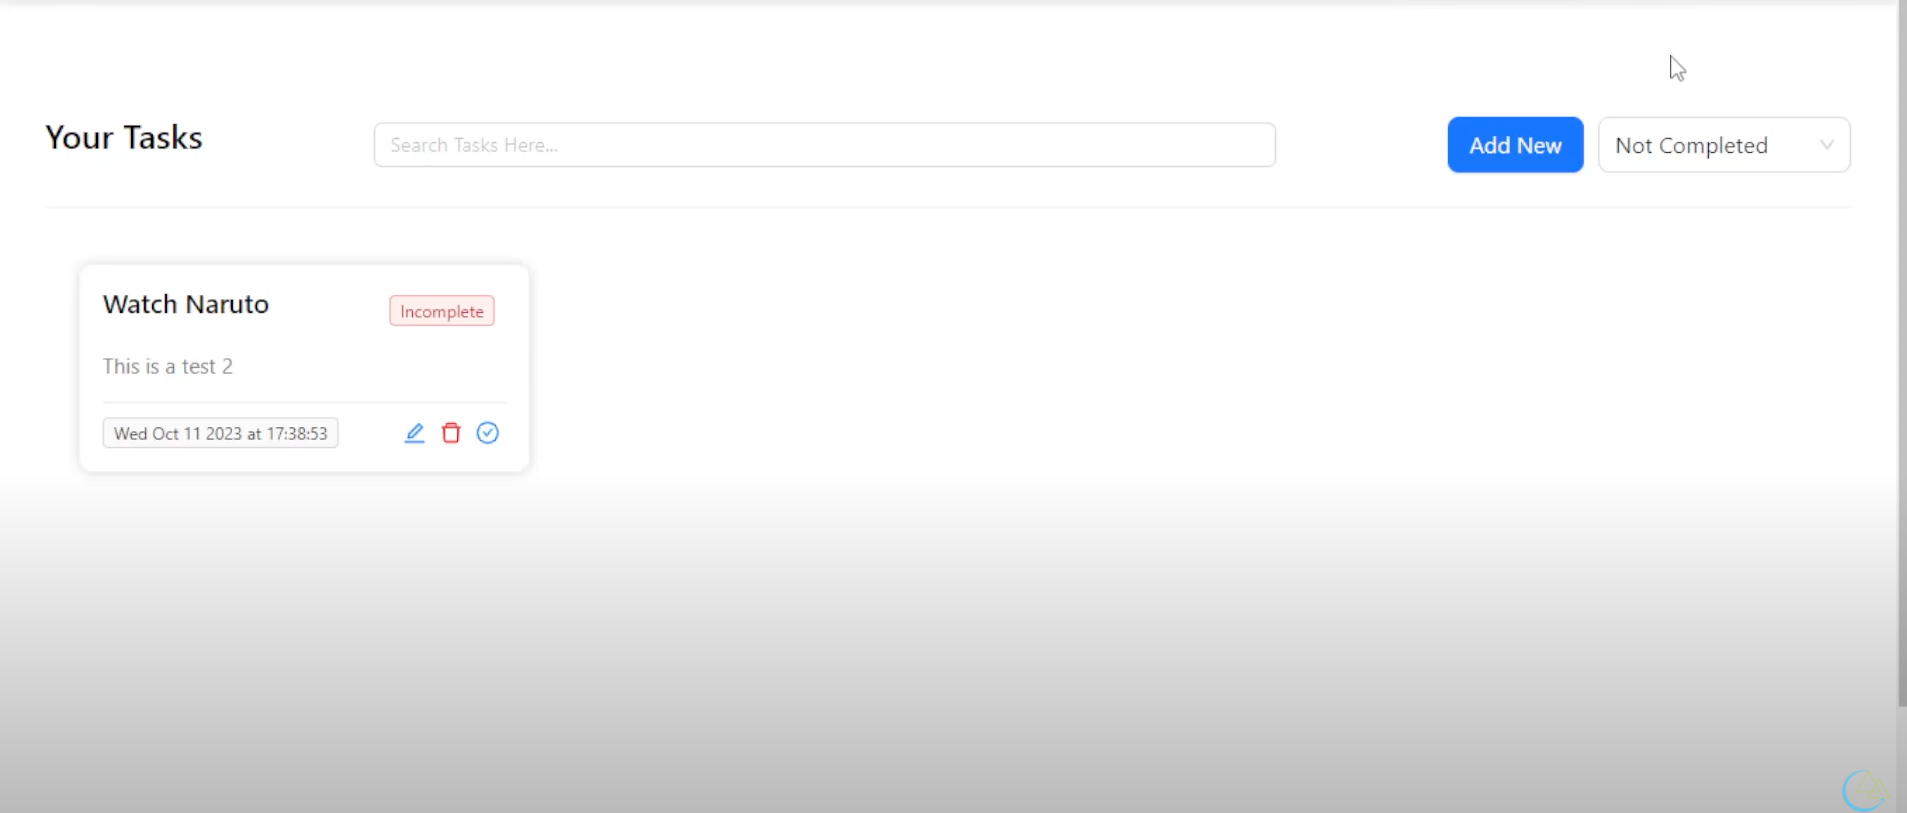 Your Tasks
Search Tasks Here...
Add New
Not Completed
Watch Naruto
Incomplete
This is a test 2
Wed Oct 11 2023 at 17:38:53